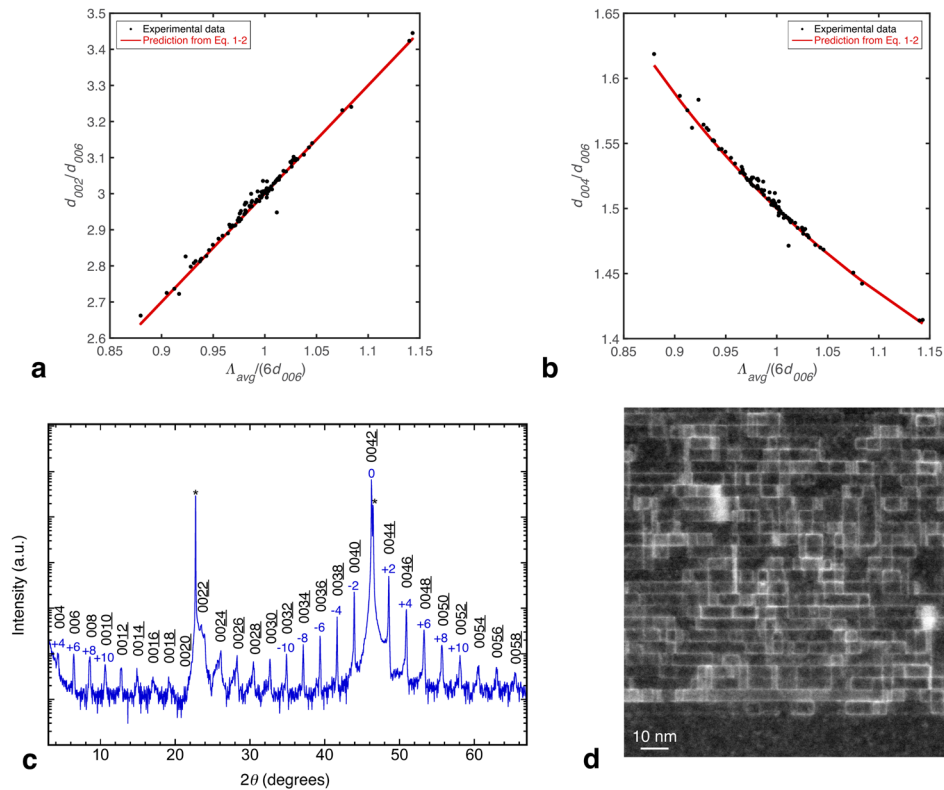 3.5
3.4
3.3
3.2
3.1
3
2.9
2.8
2.7
2.6
d002/d006
Experimental data
Prediction from Eq. 1-2
0.85 0.9 0.95 1 1.05 1.1 1.15
Λavg/(6d006)
a
1.65
1.6
1.55
1.5
1.45
1.4
d004/d006
Experimental data
Prediction from Eq. 1-2
0.85 0.9 0.95 1 1.05 1.1 1.15
Λavg/(6d006)
b
Intensity (a.u.)
004 006 008 0010 0012 0014 0016 0018 0020 0022 0024 0026 0028 0030 0032 0034 0036 0038 0040 0042 0044 0046 0048 0050 0052 0054 0056 0058
+4 +6 +8 +10 * -10 -8 -6 -4 -2 0 * +2 +4 +6 +8 +10
10 20 30 40 50 60
2θ (degrees)
c
10 nm
d